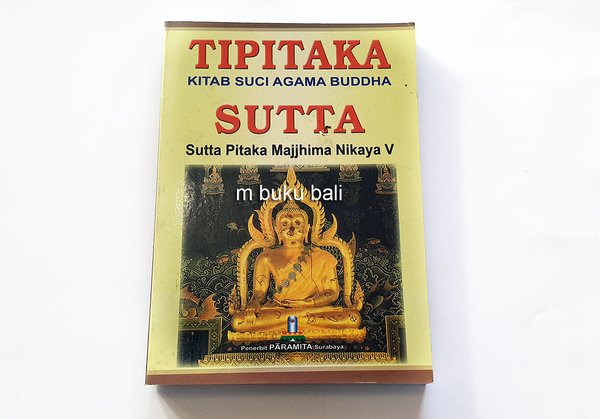 TIPITAKA
KITAB SUCI AGAMA BUDDHA
SUTTA
Sutta Pitaka Majjhima Nikaya V
m buku bali
Penerbit PARAMITA Surabaya